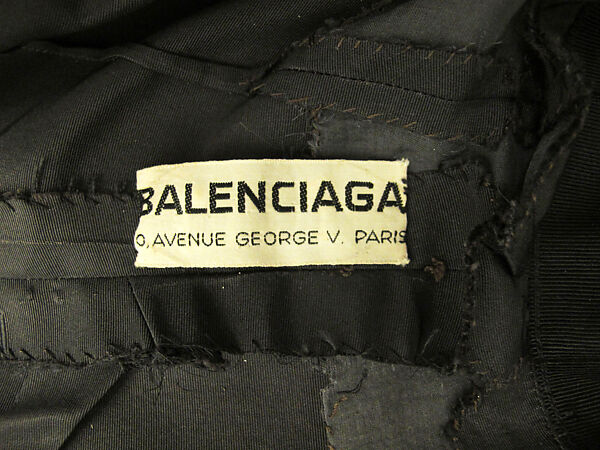 BALENCIAGA
0, AVENUE GEORGE V. PARIS